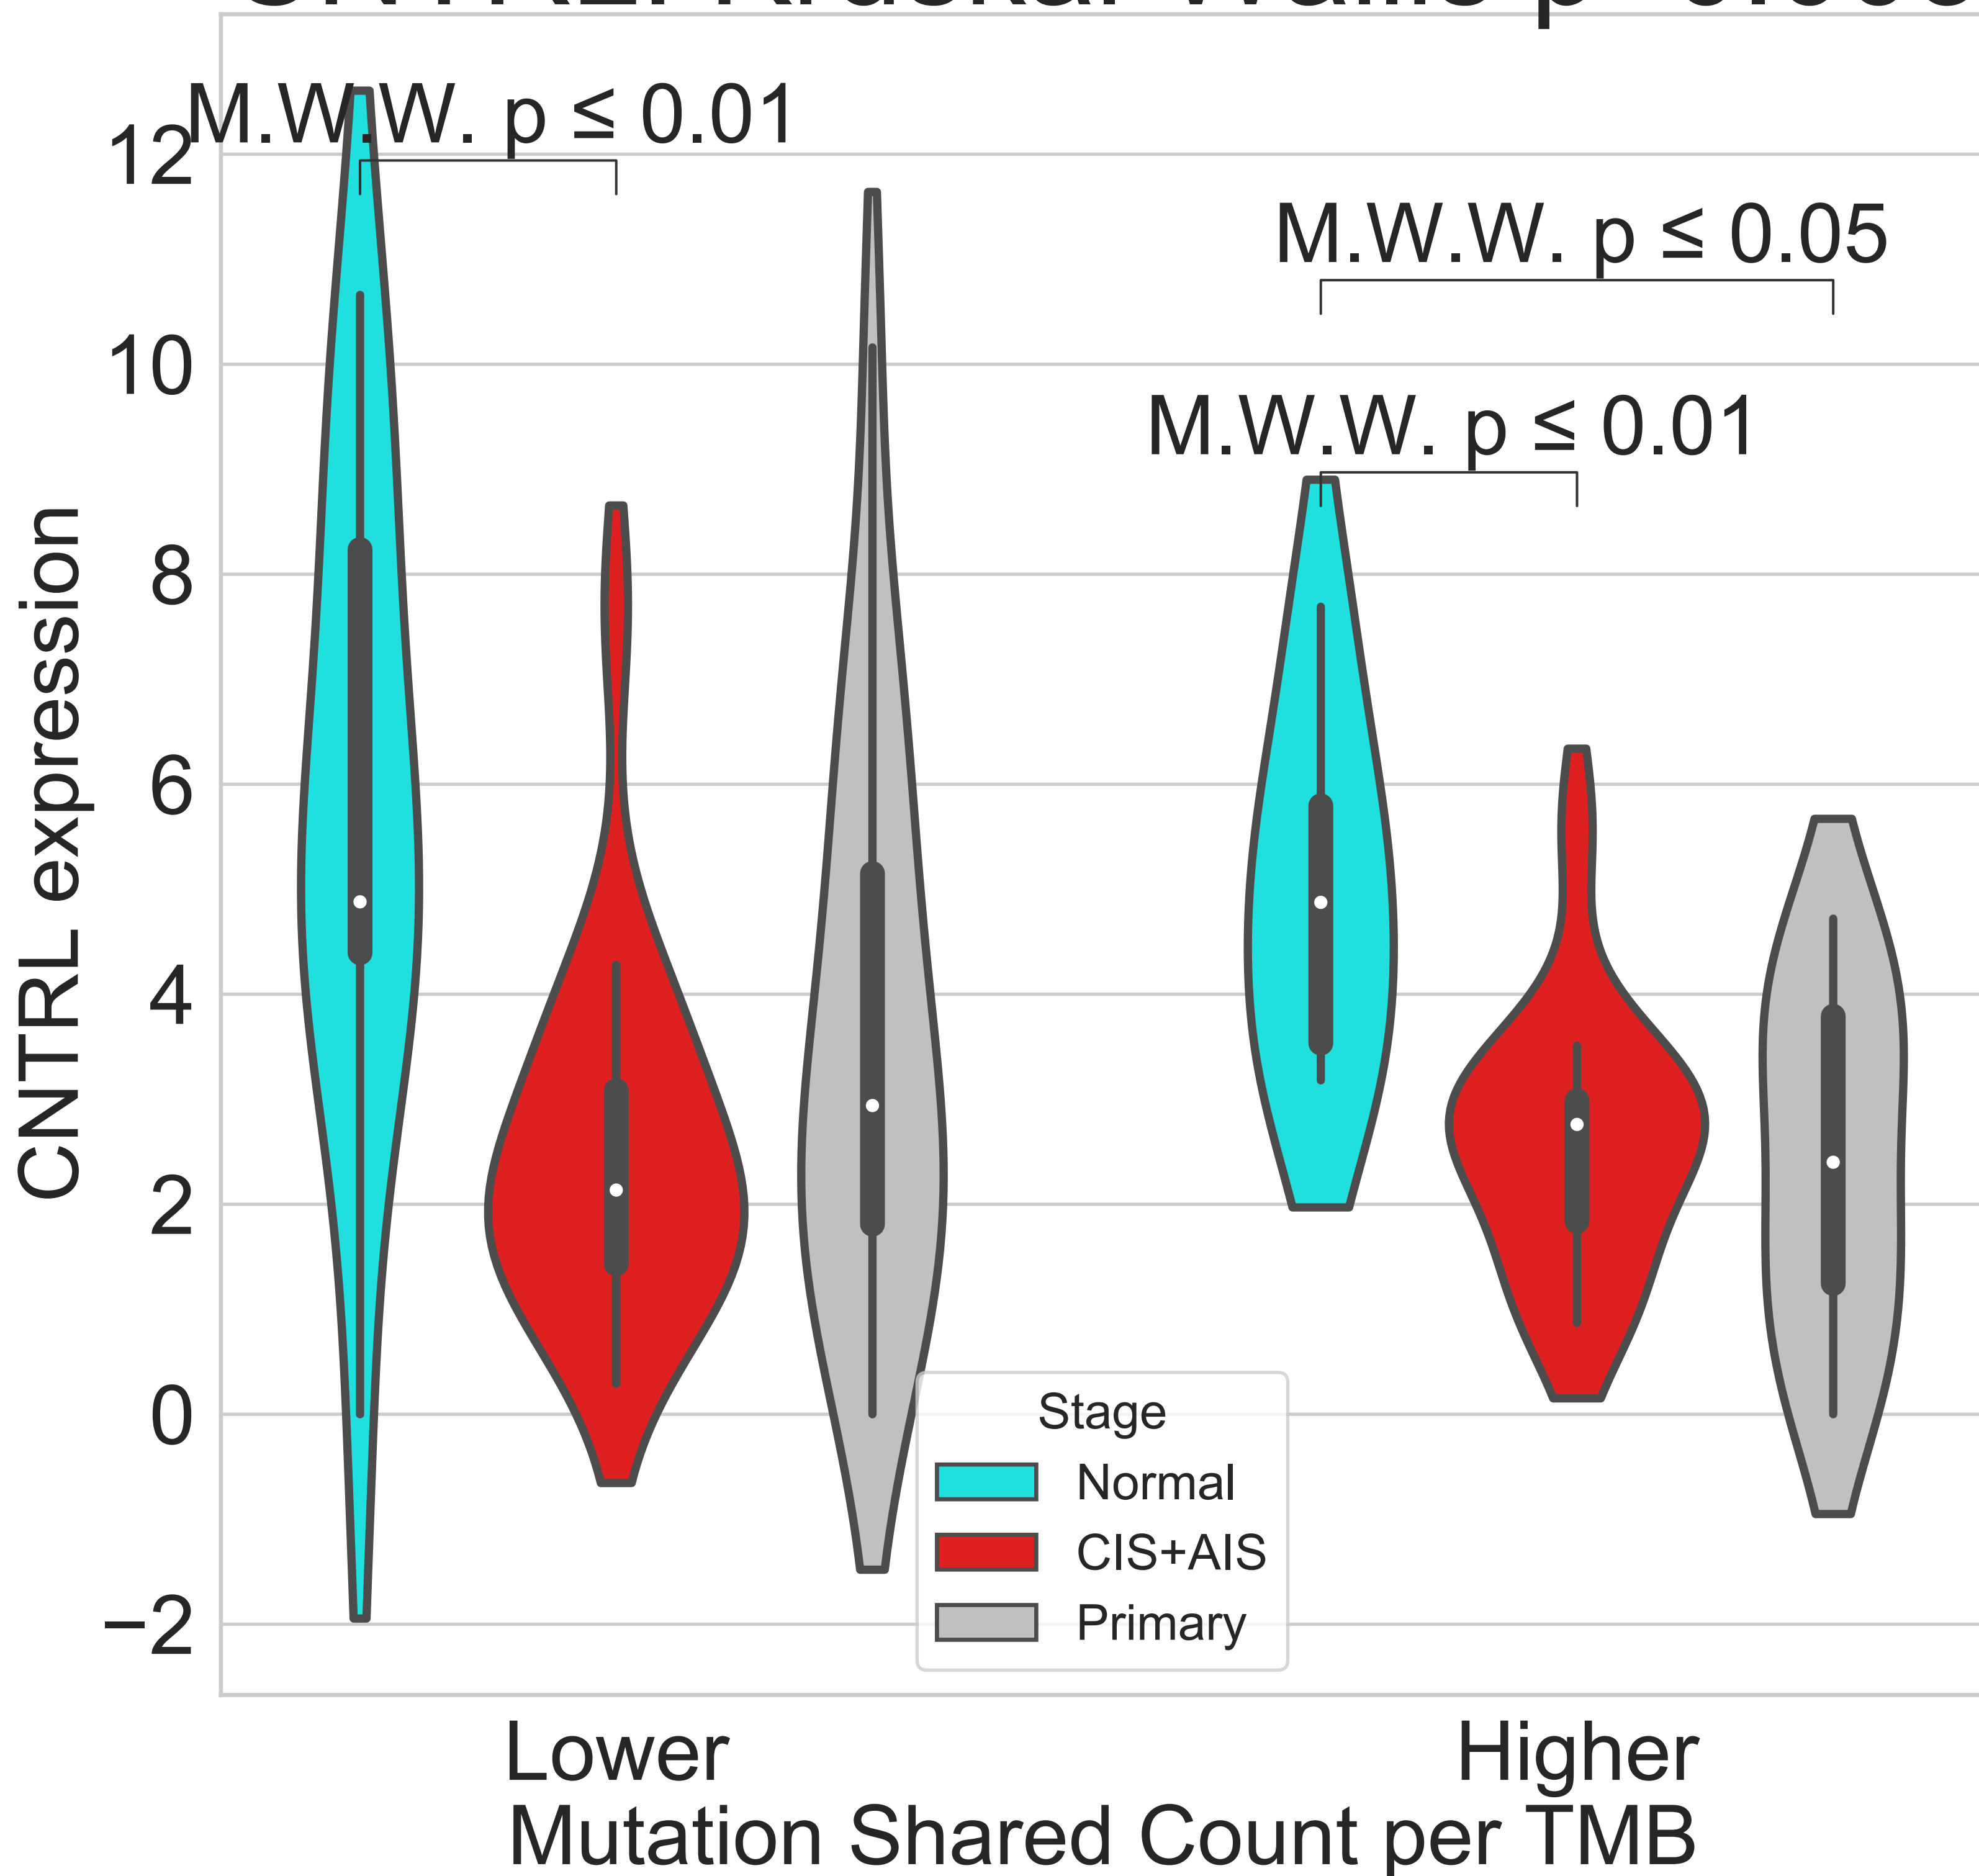 M.W.W. p ≤ 0.01
M.W.W. p ≤ 0.05
M.W.W. p ≤ 0.01
12
10
8
6
4
2
0
−2
CNTRL expression
Stage
Normal
CIS+AIS
Primary
Lower
Higher
Mutation Shared Count per TMB